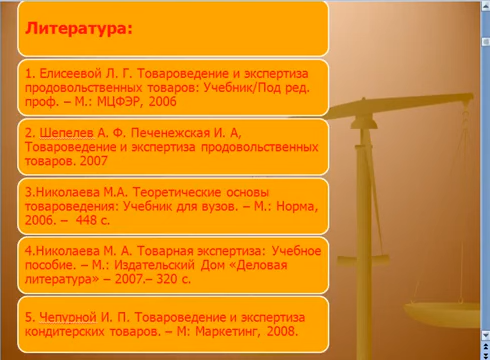 Литература:
1. Елисеевой Л. Г. Товароведение и экспертиза
продовольственных товаров: Учебник/Под ред.
проф. – М.: МЦФЭР, 2006
2. Шепелев А. Ф. Печенежская И. А,
Товароведение и экспертиза продовольственных
товаров. 2007
3.Николаева М.А. Теоретические основы
товароведения: Учебник для вузов. – М.: Норма,
2006. – 448 с.
4.Николаева М. А. Товарная экспертиза: Учебное
пособие. – М.: Издательский Дом «Деловая
литература» – 2007.– 320 с.
5. Чепурной И. П. Товароведение и экспертиза
кондитерских товаров. – М: Маркетинг, 2008.